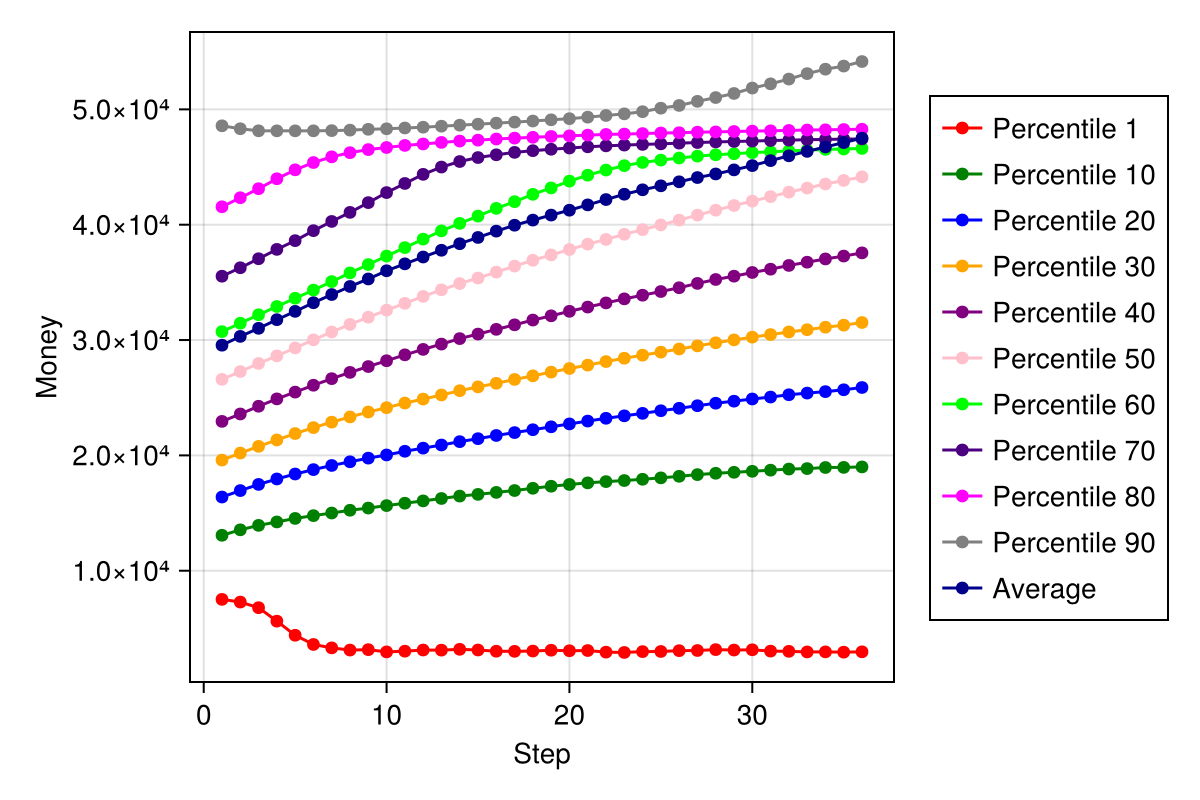 5.0×10⁴
4.0×10⁴
3.0×10⁴
2.0×10⁴
1.0×10⁴
Money
0 10 20 30
Step
Percentile 1
Percentile 10
Percentile 20
Percentile 30
Percentile 40
Percentile 50
Percentile 60
Percentile 70
Percentile 80
Percentile 90
Average